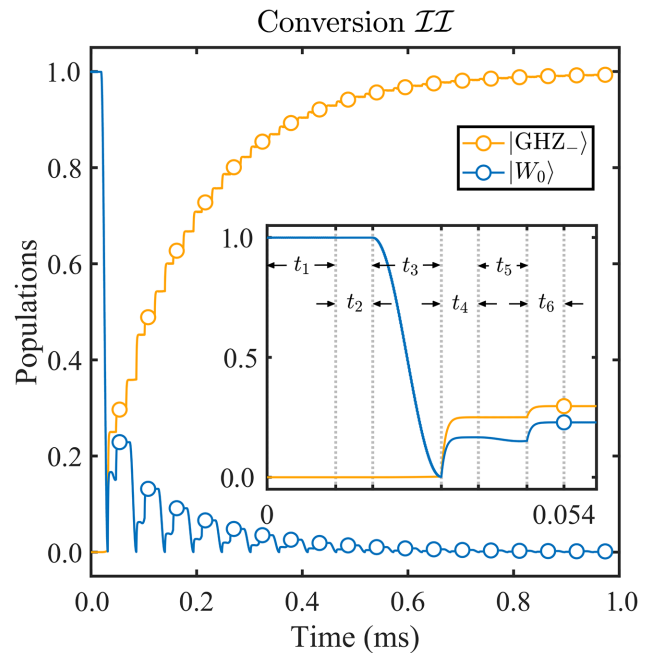 Conversion 𝓘𝓘
1.0
0.8
0.6
0.4
0.2
0.0
Populations
|GHZ₋⟩
|W₀⟩
1.0
0.5
0.0
t₁
t₃
t₅
t₂
t₄
t₆
0
0.054
0.0
0.2
0.4
0.6
0.8
1.0
Time (ms)